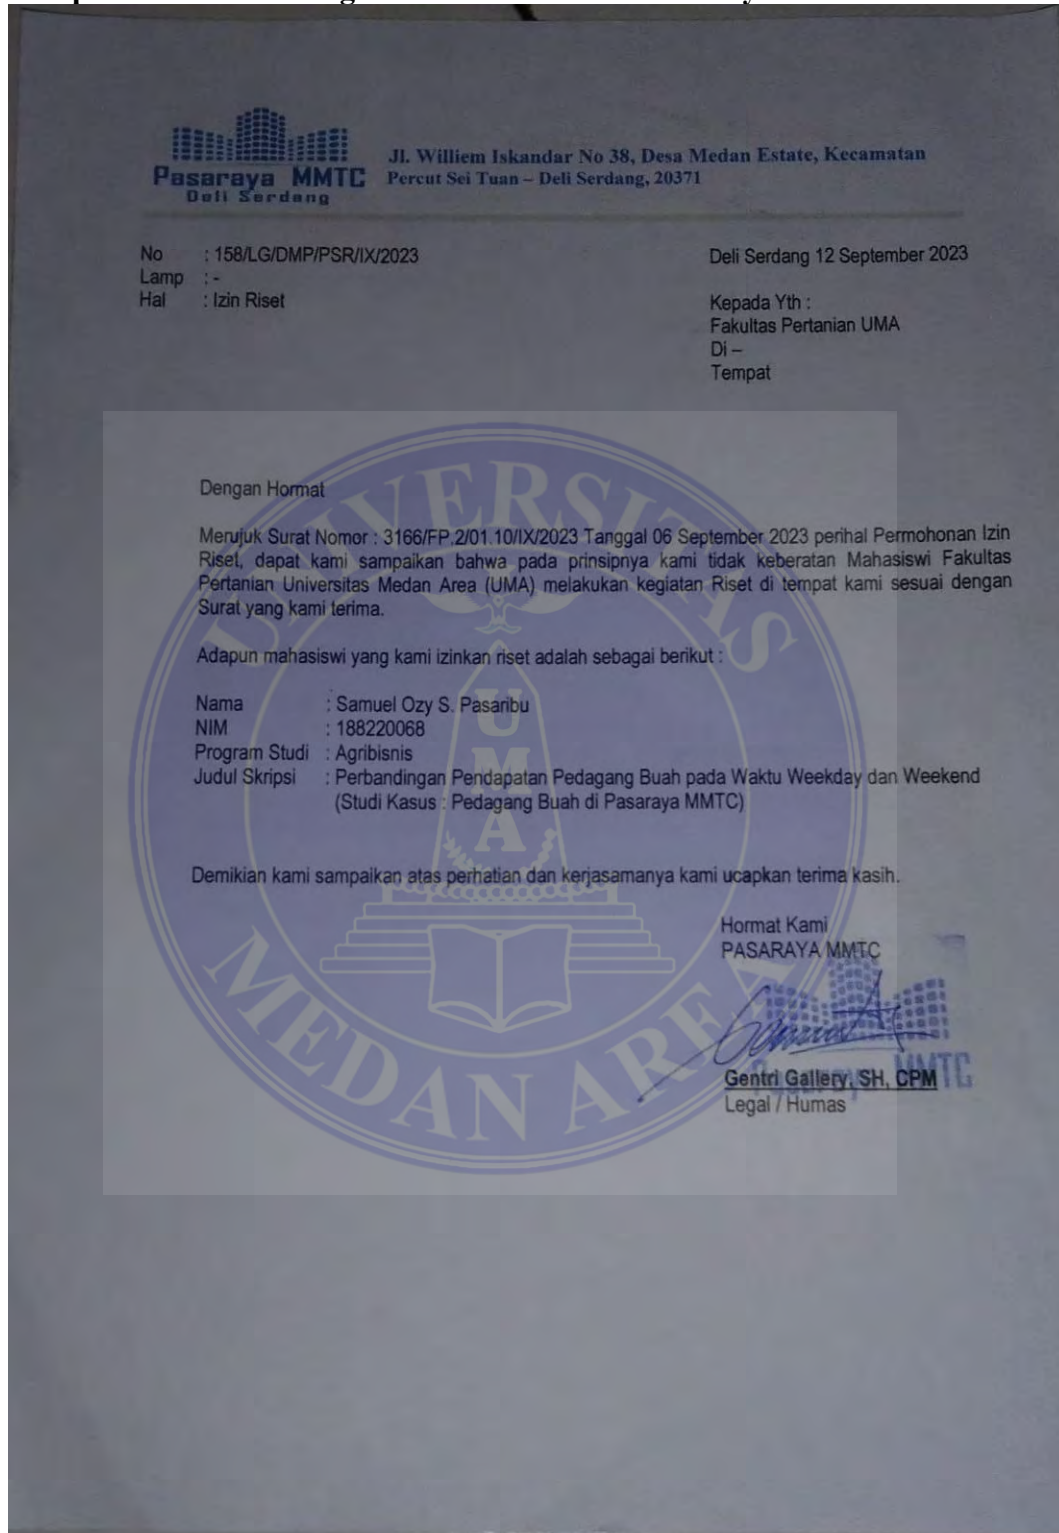 Pasaraya MMTC
Deli Serdang
Jl. Williem Iskandar No 38, Desa Medan Estate, Kecamatan
Percut Sei Tuan – Deli Serdang, 20371
No : 158/LG/DMP/PSR/IX/2023
Lamp : -
Hal : Izin Riset
Deli Serdang 12 September 2023
Kepada Yth :
Fakultas Pertanian UMA
Di –
Tempat
Dengan Hormat
Merujuk Surat Nomor : 3166/FP.2/01.10/IX/2023 Tanggal 06 September 2023 perihal Permohonan Izin
Riset, dapat kami sampaikan bahwa pada prinsipnya kami tidak keberatan Mahasiswi Fakultas
Pertanian Universitas Medan Area (UMA) melakukan kegiatan Riset di tempat kami sesuai dengan
Surat yang kami terima.
Adapun mahasiswi yang kami izinkan riset adalah sebagai berikut :
Nama : Samuel Ozy S. Pasaribu
NIM : 188220068
Program Studi : Agribisnis
Judul Skripsi : Perbandingan Pendapatan Pedagang Buah pada Waktu Weekday dan Weekend
(Studi Kasus : Pedagang Buah di Pasaraya MMTC)
Demikian kami sampaikan atas perhatian dan kerjasamanya kami ucapkan terima kasih.
Hormat Kami
PASARAYA MMTC
Pasaraya MMTC
Gentri Gallery, SH, CPM
Legal / Humas
UNIVERSITAS
UMA
MEDAN AREA